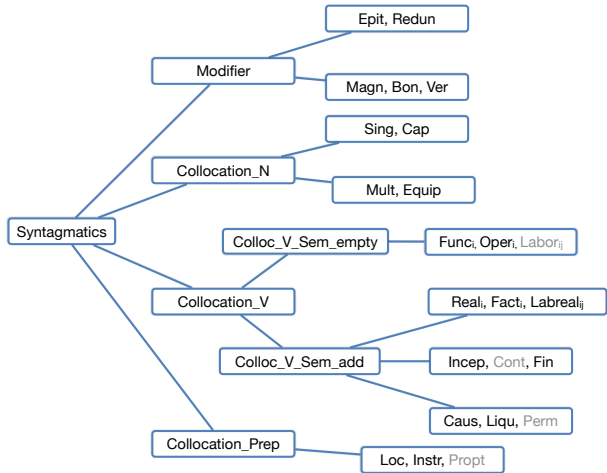 Epit, Redun
Modifier
Magn, Bon, Ver
Sing, Cap
Collocation_N
Mult, Equip
Syntagmatics
Colloc_V_Sem_empty
Funcᵢ, Operᵢ, Laborᵢⱼ
Collocation_V
Realᵢ, Factᵢ, Labrealᵢⱼ
Colloc_V_Sem_add
Incep, Cont, Fin
Caus, Liqu, Perm
Collocation_Prep
Loc, Instr, Propt